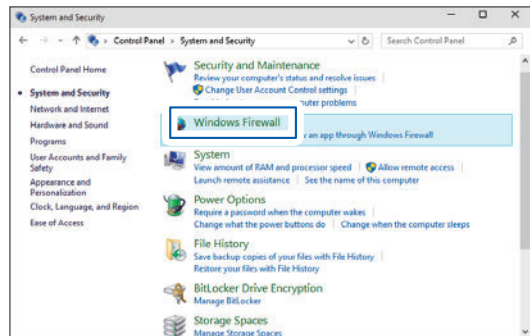 System and Security
Control Panel > System and Security
Search Control Panel
Control Panel Home
System and Security
Network and Internet
Hardware and Sound
Programs
User Accounts and Family
Safety
Appearance and
Personalization
Clock, Language, and Region
Ease of Access
Security and Maintenance
Review your computer's status and resolve issues
Change User Account Control settings
puter problems
Windows Firewall
an app through Windows Firewall
System
View amount of RAM and processor speed | Allow remote access
Launch remote assistance | See the name of this computer
Power Options
Require a password when the computer wakes
Change what the power buttons do | Change when the computer sleeps
File History
Save backup copies of your files with File History
Restore your files with File History
BitLocker Drive Encryption
Manage BitLocker
Storage Spaces
Manage Storage Spaces